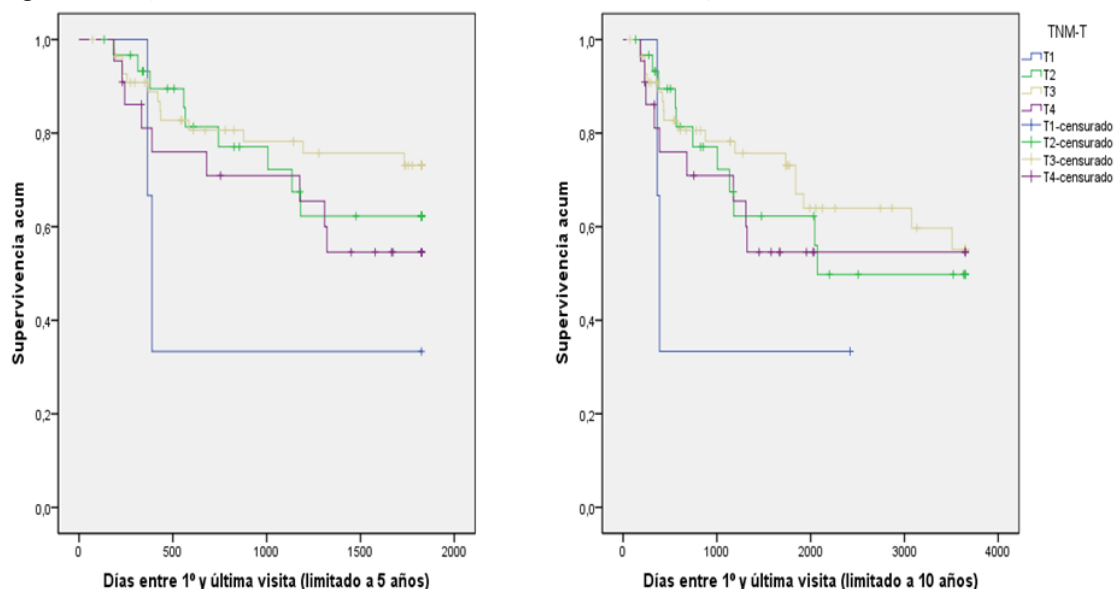 1,0
0,8
0,6
0,4
0,2
0,0
Supervivencia acum
0
500
1000
1500
2000
Días entre 1º y última visita (limitado a 5 años)
1,0
0,8
0,6
0,4
0,2
0,0
Supervivencia acum
0
1000
2000
3000
4000
Días entre 1º y última visita (limitado a 10 años)
TNM-T
T1
T2
T3
T4
T1-censurado
T2-censurado
T3-censurado
T4-censurado